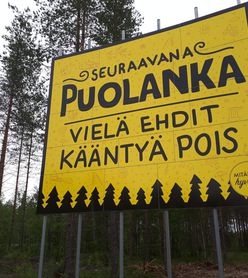 SEURAAVANA
PUOLANKA
VIELÄ EHDIT
KÄÄNTYÄ POIS